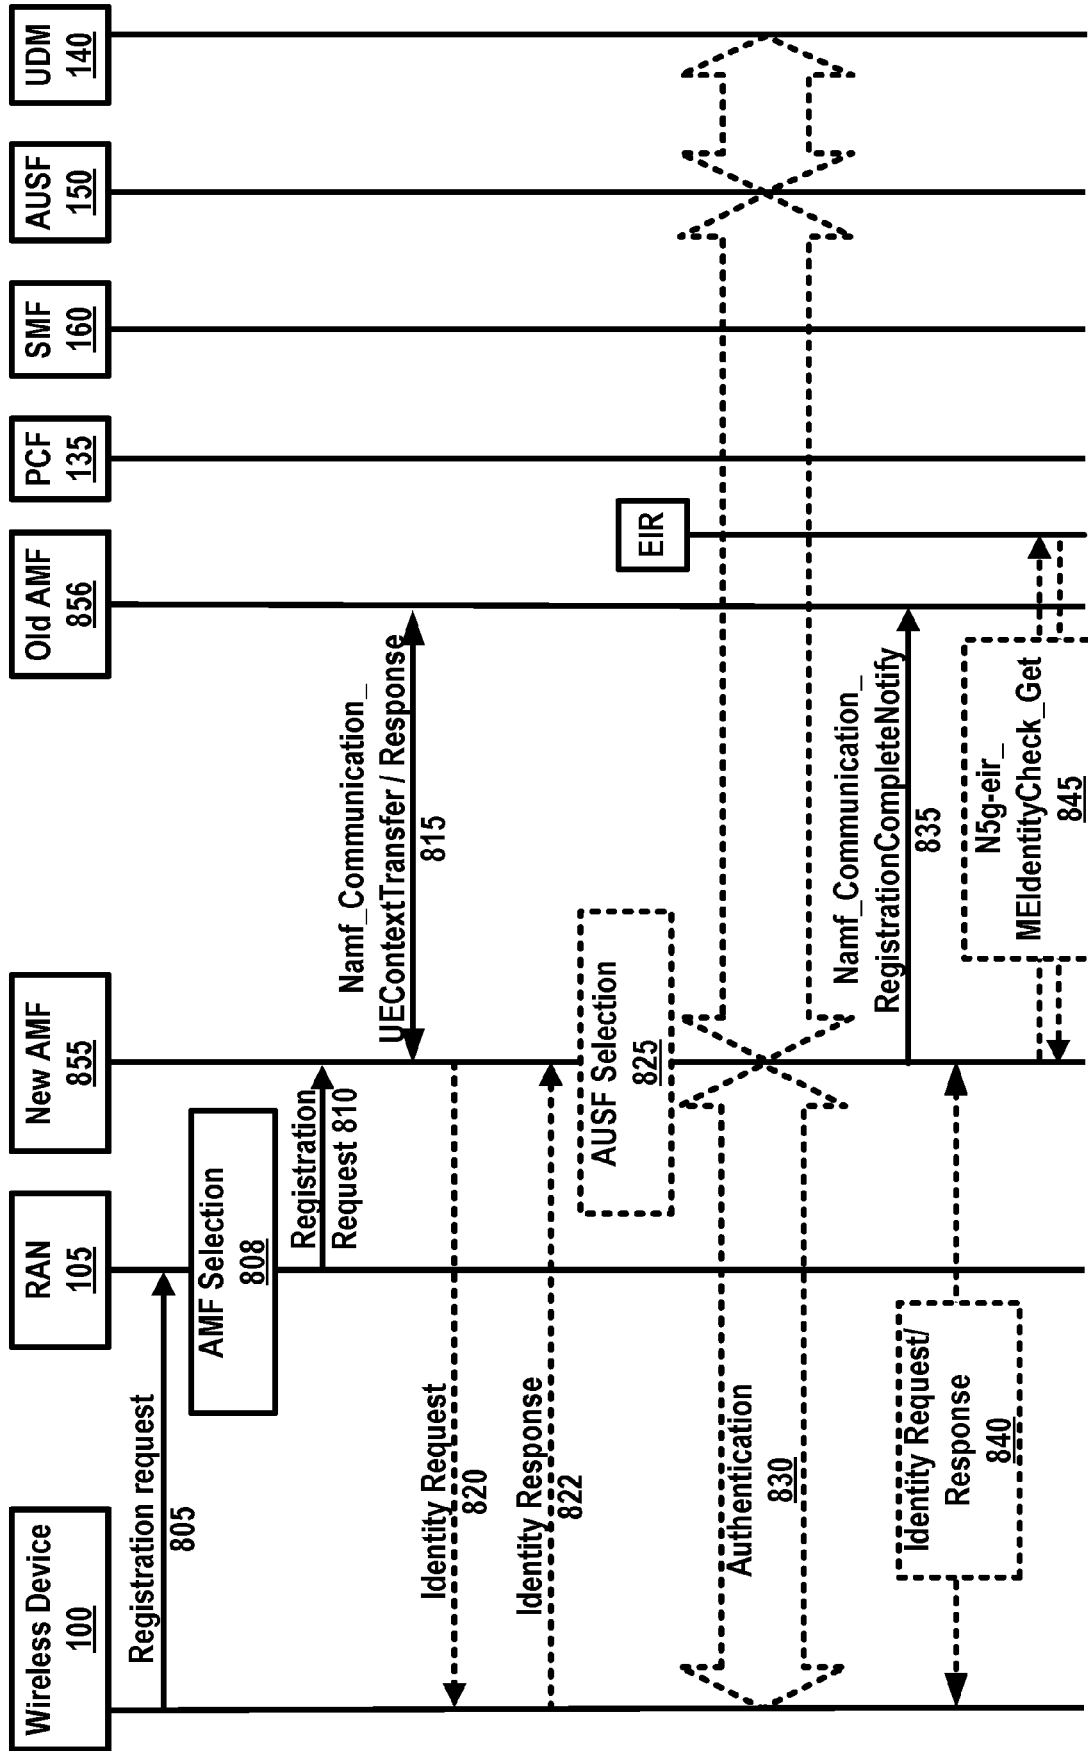 Wireless Device
100
RAN
105
New AMF
855
Old AMF
856
PCF
135
SMF
160
AUSF
150
UDM
140
Registration request
805
AMF Selection
808
Registration
Request 810
Namf_Communication_
UEContextTransfer / Response
815
Identity Request
820
Identity Response
822
AUSF Selection
825
EIR
Authentication
830
Namf_Communication_
RegistrationCompleteNotify
835
Identity Request/
Response
840
N5g-eir_
MEIdentityCheck_Get
845